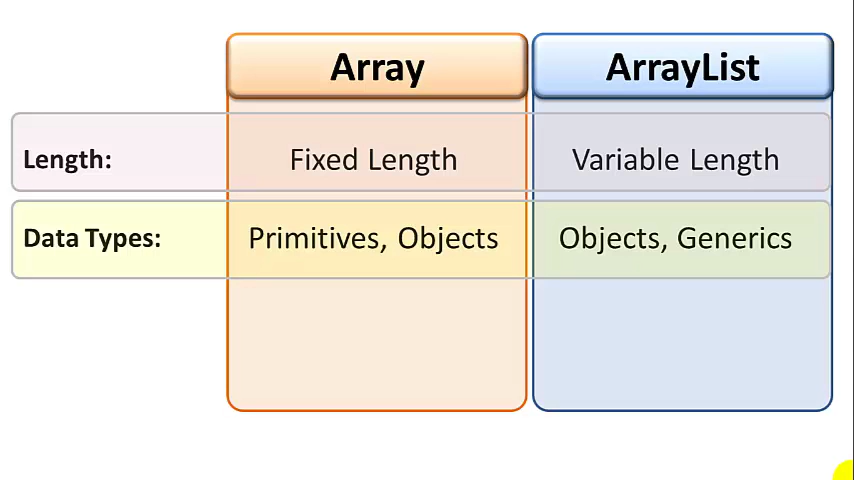 Array ArrayList
Length: Fixed Length Variable Length
Data Types: Primitives, Objects Objects, Generics